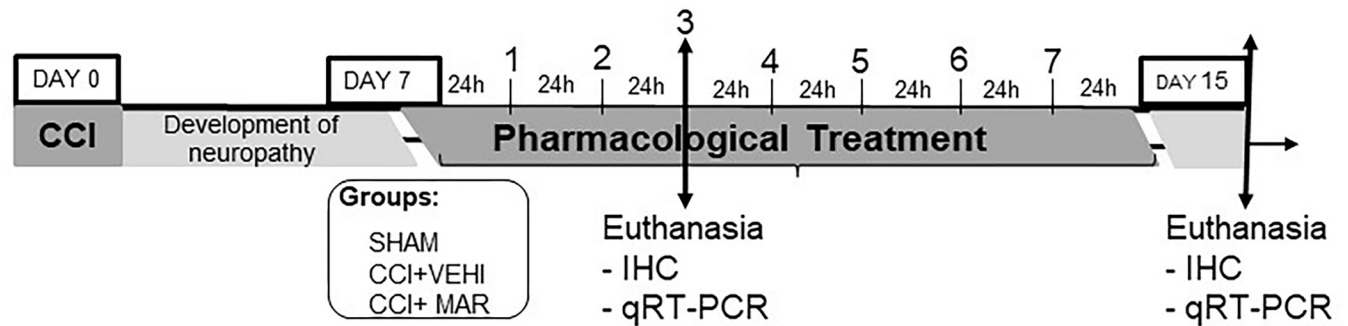 DAY 0
DAY 7
24h 1 24h 2 24h 3 24h 4 24h 5 24h 6 24h 7 24h
DAY 15
CCI
Development of
neuropathy
Pharmacological Treatment
Groups:
SHAM
CCI+VEHI
CCI+ MAR
Euthanasia
- IHC
- qRT-PCR
Euthanasia
- IHC
- qRT-PCR